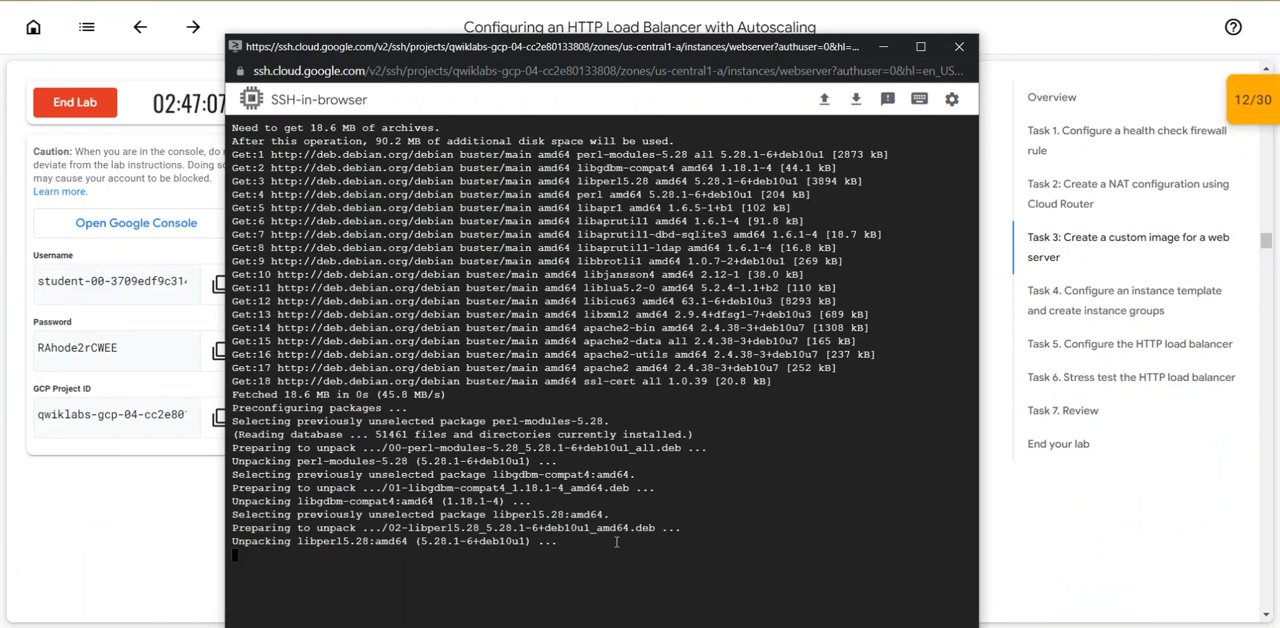 Configuring an HTTP Load Balancer with Autoscaling
https://ssh.cloud.google.com/v2/ssh/projects/qwiklabs-gcp-04-cc2e80133808/zones/us-central1-a/instances/webserver?authuser=0&hl=...
ssh.cloud.google.com/v2/ssh/projects/qwiklabs-gcp-04-cc2e80133808/zones/us-central1-a/instances/webserver?authuser=0&hl=en_US...
SSH-in-browser
End Lab
02:47:07
Caution: When you are in the console, do
deviate from the lab instructions. Doing s
may cause your account to be blocked.
Learn more.
Open Google Console
Username
student-00-3709edf9c314
Password
RAhode2rCWEE
GCP Project ID
qwiklabs-gcp-04-cc2e80
Need to get 18.6 MB of archives.
After this operation, 90.2 MB of additional disk space will be used.
Get:1 http://deb.debian.org/debian buster/main amd64 perl-modules-5.28 all 5.28.1-6+deb10u1 [2873 kB]
Get:2 http://deb.debian.org/debian buster/main amd64 libgdbm-compat4 amd64 1.18.1-4 [44.1 kB]
Get:3 http://deb.debian.org/debian buster/main amd64 libperl5.28 amd64 5.28.1-6+deb10u1 [3894 kB]
Get:4 http://deb.debian.org/debian buster/main amd64 perl amd64 5.28.1-6+deb10u1 [204 kB]
Get:5 http://deb.debian.org/debian buster/main amd64 libapr1 amd64 1.6.5-1+b1 [102 kB]
Get:6 http://deb.debian.org/debian buster/main amd64 libaprutil1 amd64 1.6.1-4 [91.8 kB]
Get:7 http://deb.debian.org/debian buster/main amd64 libaprutil1-dbd-sqlite3 amd64 1.6.1-4 [18.7 kB]
Get:8 http://deb.debian.org/debian buster/main amd64 libaprutil1-ldap amd64 1.6.1-4 [16.8 kB]
Get:9 http://deb.debian.org/debian buster/main amd64 libbrotli1 amd64 1.0.7-2+deb10u1 [269 kB]
Get:10 http://deb.debian.org/debian buster/main amd64 libjansson4 amd64 2.12-1 [38.0 kB]
Get:11 http://deb.debian.org/debian buster/main amd64 liblua5.2-0 amd64 5.2.4-1.1+b2 [110 kB]
Get:12 http://deb.debian.org/debian buster/main amd64 libicu63 amd64 63.1-6+deb10u3 [8293 kB]
Get:13 http://deb.debian.org/debian buster/main amd64 libxml2 amd64 2.9.4+dfsg1-7+deb10u3 [689 kB]
Get:14 http://deb.debian.org/debian buster/main amd64 apache2-bin amd64 2.4.38-3+deb10u7 [1308 kB]
Get:15 http://deb.debian.org/debian buster/main amd64 apache2-data all 2.4.38-3+deb10u7 [165 kB]
Get:16 http://deb.debian.org/debian buster/main amd64 apache2-utils amd64 2.4.38-3+deb10u7 [237 kB]
Get:17 http://deb.debian.org/debian buster/main amd64 apache2 amd64 2.4.38-3+deb10u7 [252 kB]
Get:18 http://deb.debian.org/debian buster/main amd64 ssl-cert all 1.0.39 [20.8 kB]
Fetched 18.6 MB in 0s (45.8 MB/s)
Preconfiguring packages ...
Selecting previously unselected package perl-modules-5.28.
(Reading database ... 51461 files and directories currently installed.)
Preparing to unpack .../00-perl-modules-5.28_5.28.1-6+deb10u1_all.deb ...
Unpacking perl-modules-5.28 (5.28.1-6+deb10u1) ...
Selecting previously unselected package libgdbm-compat4:amd64.
Preparing to unpack .../01-libgdbm-compat4_1.18.1-4_amd64.deb ...
Unpacking libgdbm-compat4:amd64 (1.18.1-4) ...
Selecting previously unselected package libperl5.28:amd64.
Preparing to unpack .../02-libperl5.28_5.28.1-6+deb10u1_amd64.deb ...
Unpacking libperl5.28:amd64 (5.28.1-6+deb10u1) ...
12/30
Overview
Task 1. Configure a health check firewall
rule
Task 2: Create a NAT configuration using
Cloud Router
Task 3: Create a custom image for a web
server
Task 4. Configure an instance template
and create instance groups
Task 5. Configure the HTTP load balancer
Task 6. Stress test the HTTP load balancer
Task 7. Review
End your lab